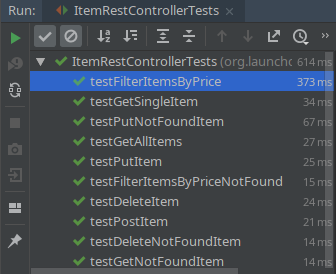 Run: ItemRestControllerTests ×
ItemRestControllerTests (org.launchc 614 ms
testFilterItemsByPrice 373 ms
testGetSingleItem 34 ms
testPutNotFoundItem 67 ms
testGetAllItems 27 ms
testPutItem 25 ms
testFilterItemsByPriceNotFound 15 ms
testDeleteItem 24 ms
testPostItem 21 ms
testDeleteNotFoundItem 14 ms
testGetNotFoundItem 14 ms